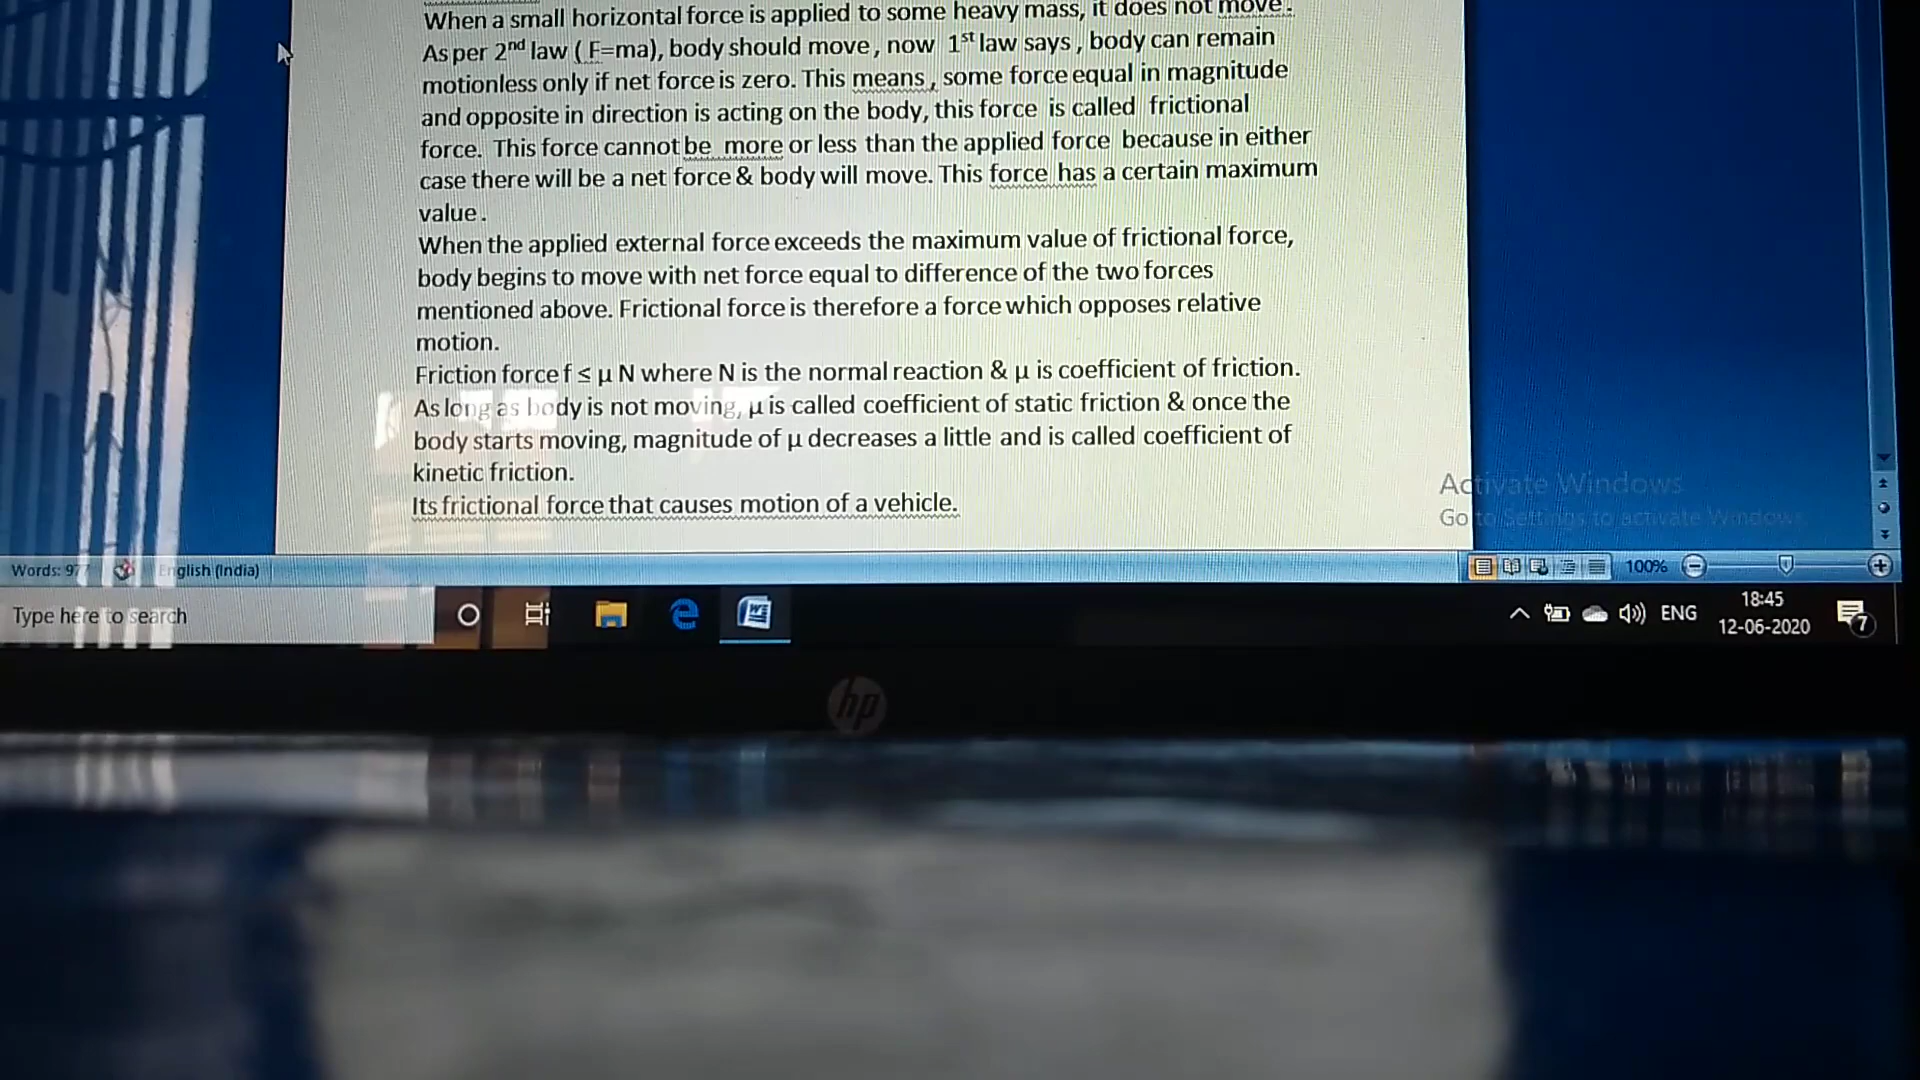 When a small horizontal force is applied to some heavy mass, it does not move.
As per 2nd law ( F=ma), body should move, now 1st law says, body can remain
motionless only if net force is zero. This means , some force equal in magnitude
and opposite in direction is acting on the body, this force is called frictional
force. This force cannot be more or less than the applied force because in either
case there will be a net force & body will move. This force has a certain maximum
value.
When the applied external force exceeds the maximum value of frictional force,
body begins to move with net force equal to difference of the two forces
mentioned above. Frictional force is therefore a force which opposes relative
motion.
Friction force f ≤ μ N where N is the normal reaction & μ is coefficient of friction.
As long as body is not moving, μ is called coefficient of static friction & once the
body starts moving, magnitude of μ decreases a little and is called coefficient of
kinetic friction.
Its frictional force that causes motion of a vehicle.
Activate Windows
Go to Settings to activate Windows.
Words: 977 English (India) 100%
Type here to search
ENG 18:45
12-06-2020 7
hp